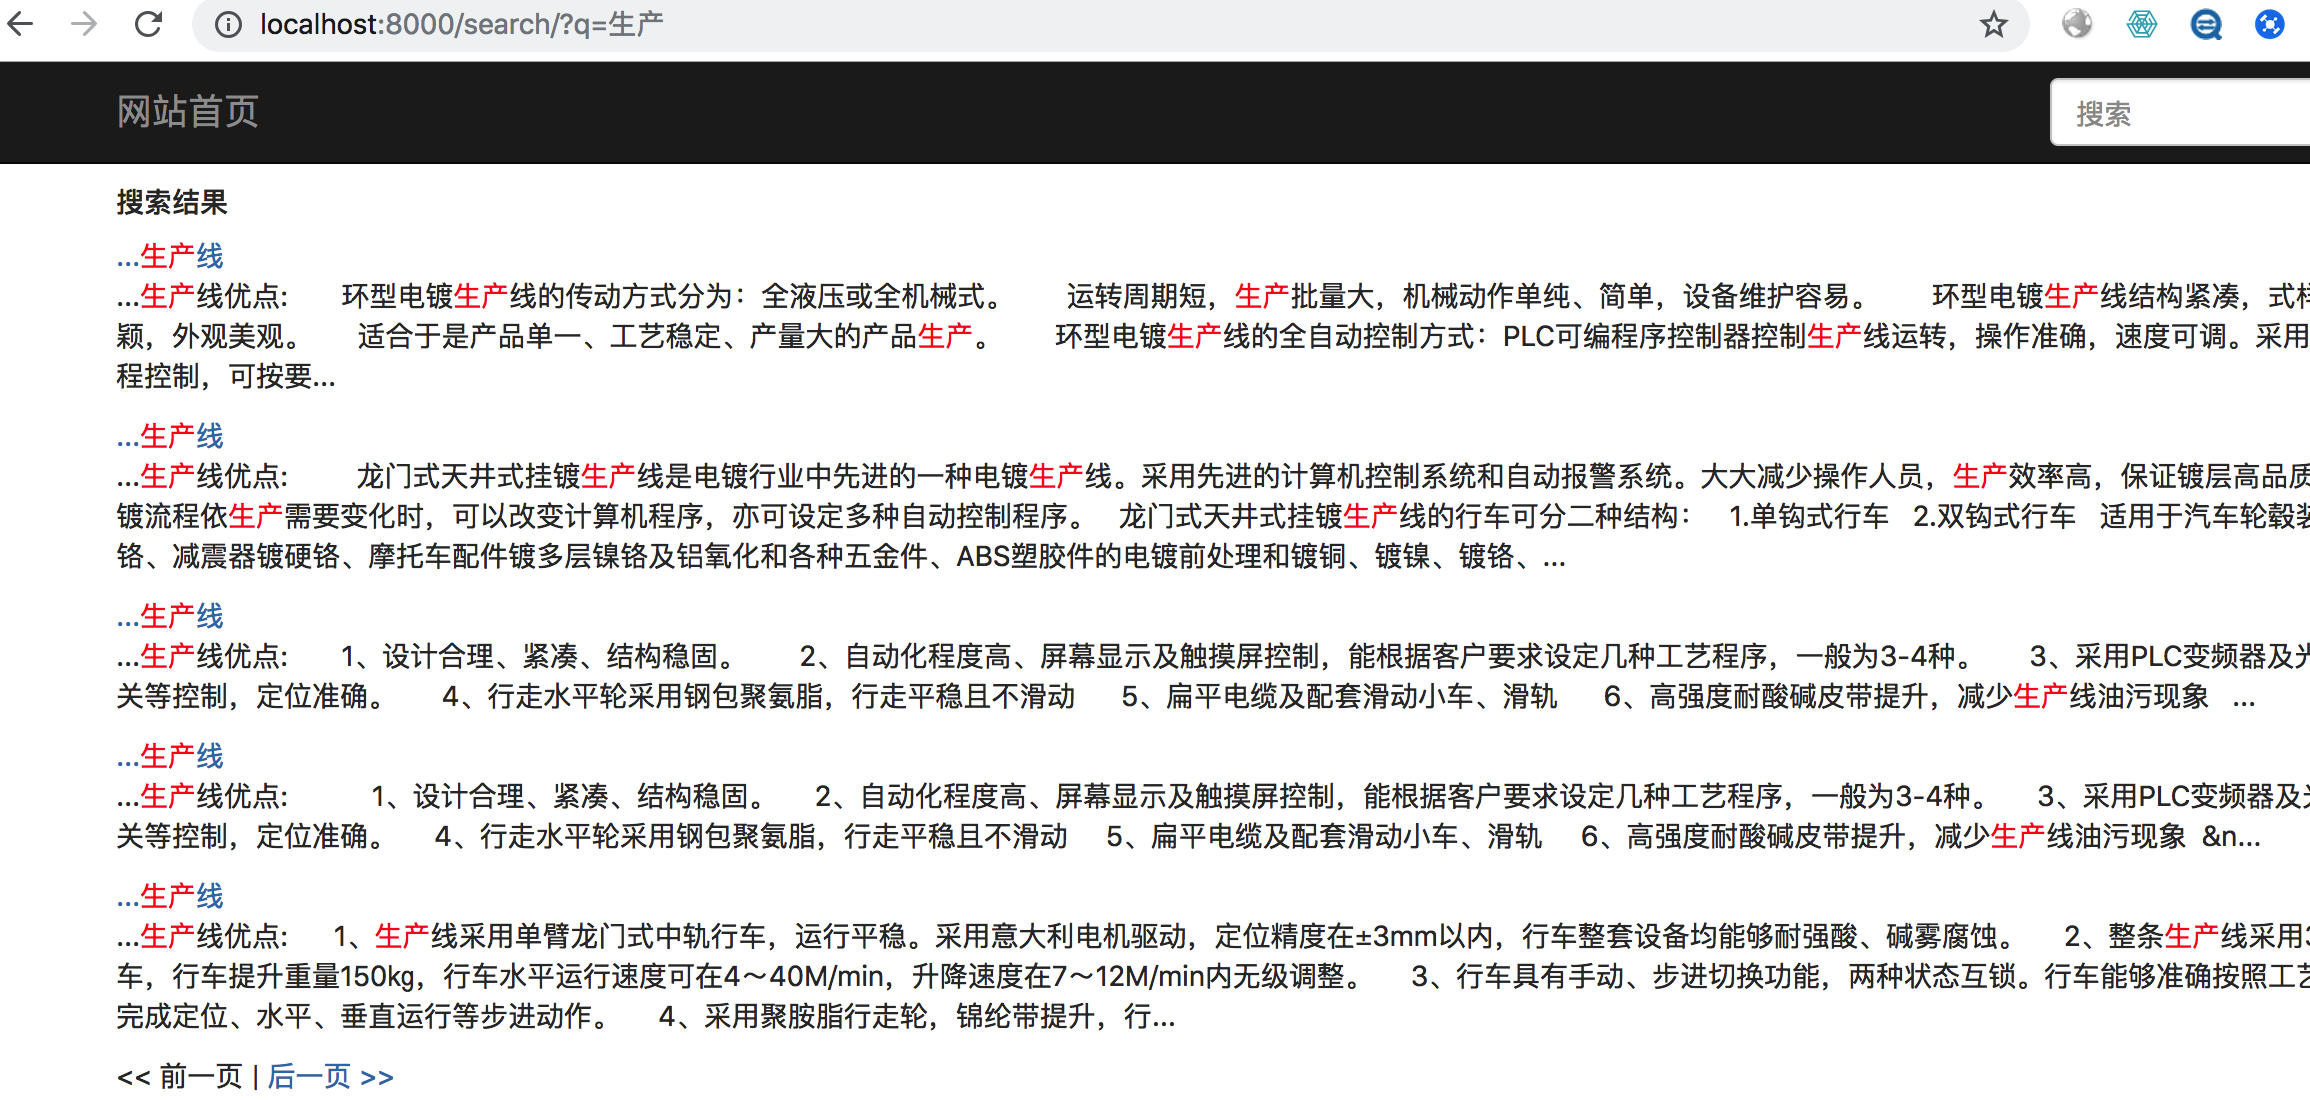 localhost:8000/search/?q=生产
网站首页
搜索
搜索结果
...生产线
...生产线优点: 环型电镀生产线的传动方式分为：全液压或全机械式。 运转周期短，生产批量大，机械动作单纯、简单，设备维护容易。 环型电镀生产线结构紧凑，式样
颖，外观美观。 适合于是产品单一、工艺稳定、产量大的产品生产。 环型电镀生产线的全自动控制方式：PLC可编程序控制器控制生产线运转，操作准确，速度可调。采用
程控制，可按要...
...生产线
...生产线优点: 龙门式天井式挂镀生产线是电镀行业中先进的一种电镀生产线。采用先进的计算机控制系统和自动报警系统。大大减少操作人员，生产效率高，保证镀层高品质
镀流程依生产需要变化时，可以改变计算机程序，亦可设定多种自动控制程序。 龙门式天井式挂镀生产线的行车可分二种结构： 1.单钩式行车 2.双钩式行车 适用于汽车轮毂装
铬、减震器镀硬铬、摩托车配件镀多层镍铬及铝氧化和各种五金件、ABS塑胶件的电镀前处理和镀铜、镀镍、镀铬、...
...生产线
...生产线优点: 1、设计合理、紧凑、结构稳固。 2、自动化程度高、屏幕显示及触摸屏控制，能根据客户要求设定几种工艺程序，一般为3-4种。 3、采用PLC变频器及光
关等控制，定位准确。 4、行走水平轮采用钢包聚氨脂，行走平稳且不滑动 5、扁平电缆及配套滑动小车、滑轨 6、高强度耐酸碱皮带提升，减少生产线油污现象 ...
...生产线
...生产线优点: 1、设计合理、紧凑、结构稳固。 2、自动化程度高、屏幕显示及触摸屏控制，能根据客户要求设定几种工艺程序，一般为3-4种。 3、采用PLC变频器及光
关等控制，定位准确。 4、行走水平轮采用钢包聚氨脂，行走平稳且不滑动 5、扁平电缆及配套滑动小车、滑轨 6、高强度耐酸碱皮带提升，减少生产线油污现象 &n...
...生产线
...生产线优点: 1、生产线采用单臂龙门式中轨行车，运行平稳。采用意大利电机驱动，定位精度在±3mm以内，行车整套设备均能够耐强酸、碱雾腐蚀。 2、整条生产线采用3
车，行车提升重量150kg，行车水平运行速度可在4～40M/min，升降速度在7～12M/min内无级调整。 3、行车具有手动、步进切换功能，两种状态互锁。行车能够准确按照工艺
完成定位、水平、垂直运行等步进动作。 4、采用聚胺脂行走轮，锦纶带提升，行...
<< 前一页 | 后一页 >>